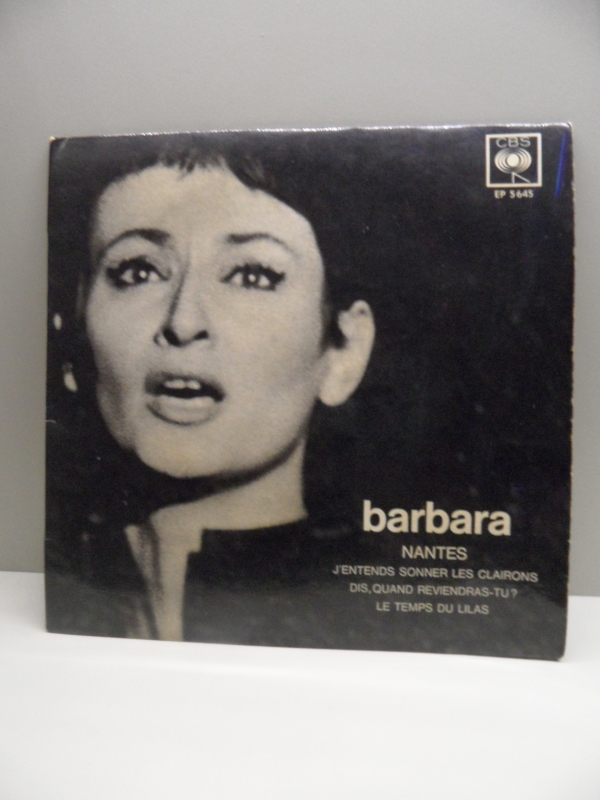 CBS
EP 5645
barbara
NANTES
J'ENTENDS SONNER LES CLAIRONS
DIS, QUAND REVIENDRAS-TU?
LE TEMPS DU LILAS